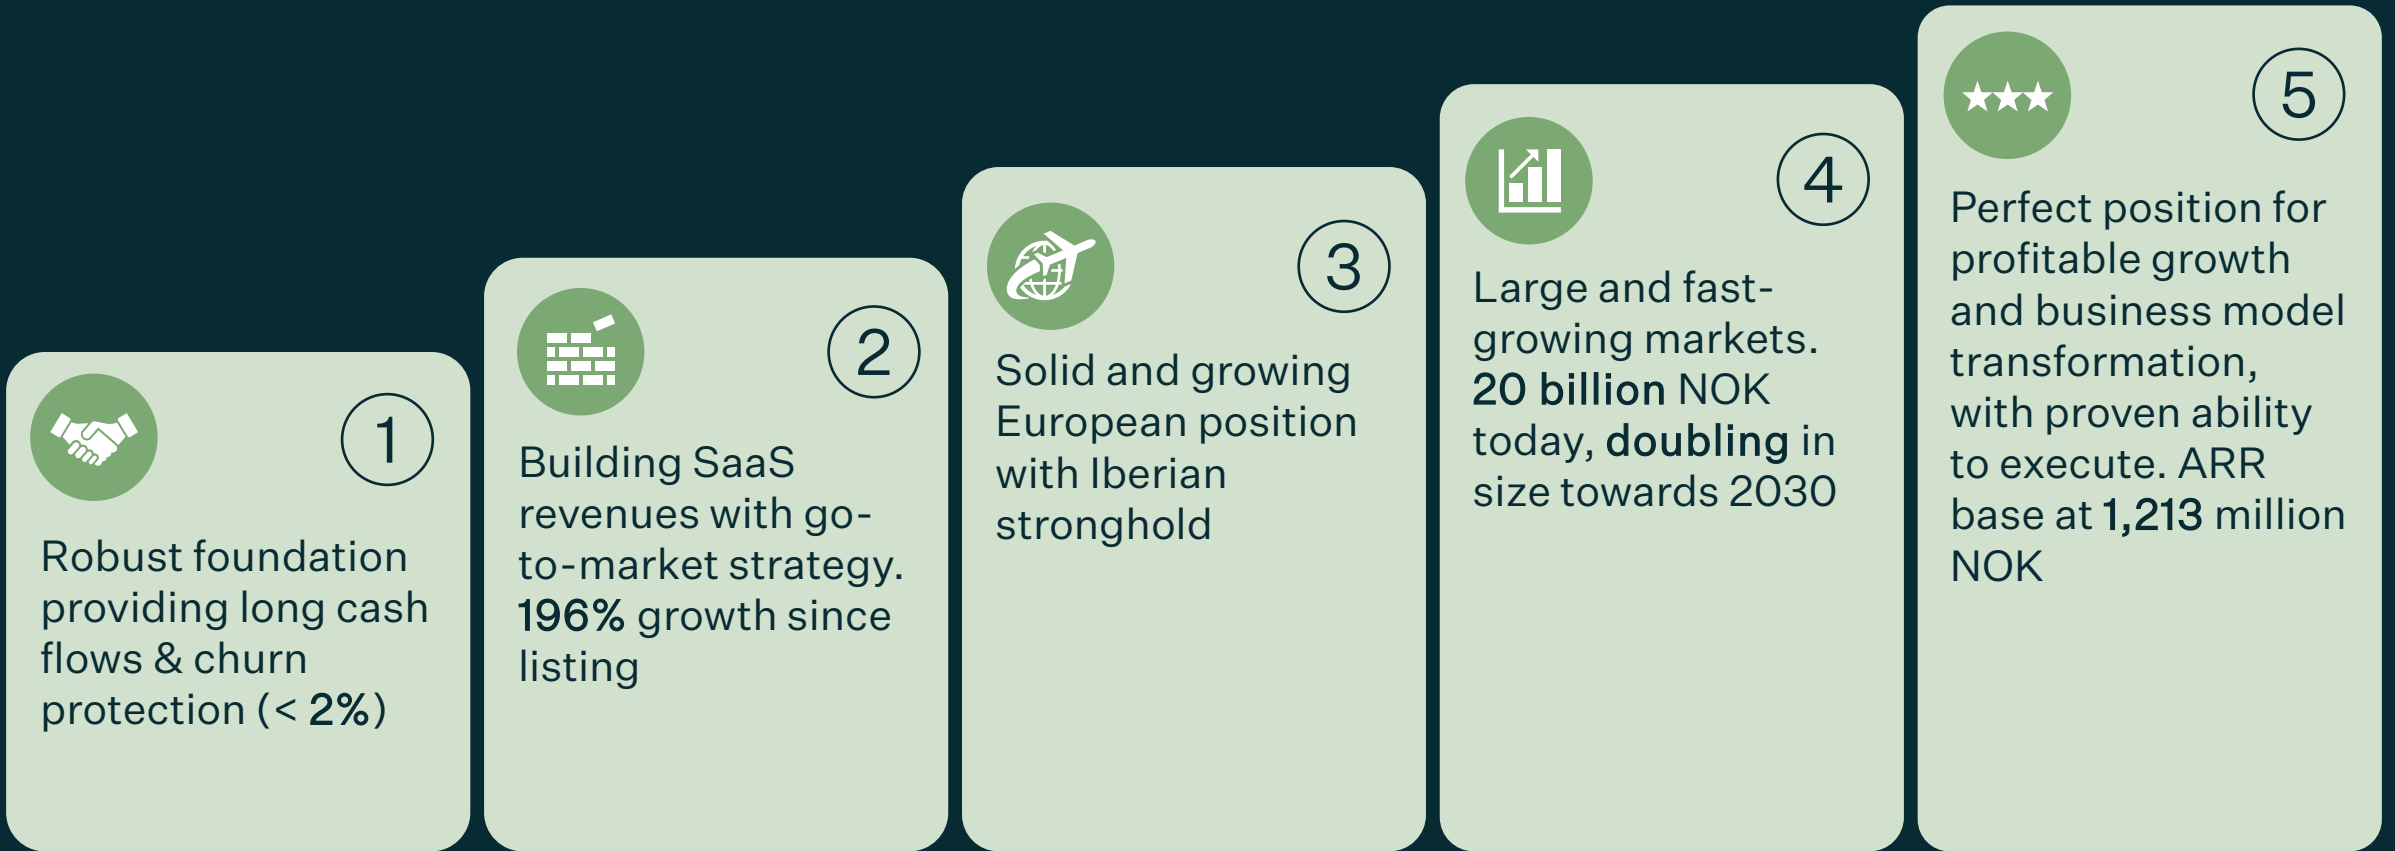 1
Robust foundation
providing long cash
flows & churn
protection (< 2%)
2
Building SaaS
revenues with go-
to-market strategy.
196% growth since
listing
3
Solid and growing
European position
with Iberian
stronghold
4
Large and fast-
growing markets.
20 billion NOK
today, doubling in
size towards 2030
5
Perfect position for
profitable growth
and business model
transformation,
with proven ability
to execute. ARR
base at 1,213 million
NOK